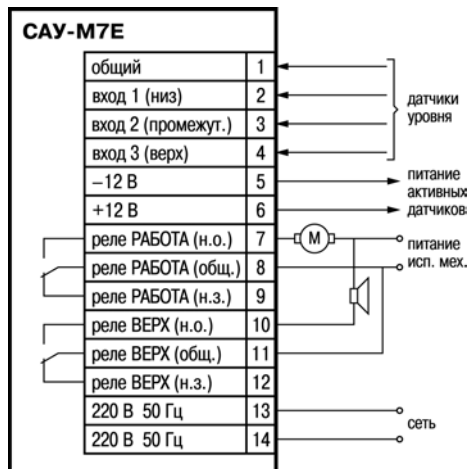 САУ-М7Е
общий 1
вход 1 (низ) 2
вход 2 (промежут.) 3
вход 3 (верх) 4
–12 В 5
+12 В 6
реле РАБОТА (н.о.) 7
реле РАБОТА (общ.) 8
реле РАБОТА (н.з.) 9
реле ВЕРХ (н.о.) 10
реле ВЕРХ (общ.) 11
реле ВЕРХ (н.з.) 12
220 В 50 Гц 13
220 В 50 Гц 14
датчики
уровня
питание
активных
датчиков
М
питание
исп. мех.
сеть